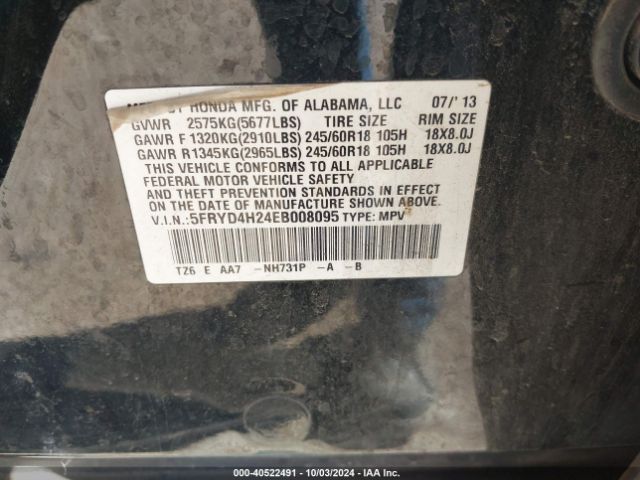 BY HONDA MFG. OF ALABAMA, LLC 07/'13
GVWR 2575KG(5677LBS) TIRE SIZE RIM SIZE
GAWR F1320KG(2910LBS) 245/60R18 105H 18X8.0J
GAWR R1345KG(2965LBS) 245/60R18 105H 18X8.0J
THIS VEHICLE CONFORMS TO ALL APPLICABLE
FEDERAL MOTOR VEHICLE SAFETY
AND THEFT PREVENTION STANDARDS IN EFFECT
ON THE DATE OF MANUFACTURE SHOWN ABOVE.
V.I.N.: 5FRYD4H24EB008095 TYPE: MPV
TZ6 E AA7 -NH731P -A -B
000-40522491 - 10/03/2024 - IAA Inc.